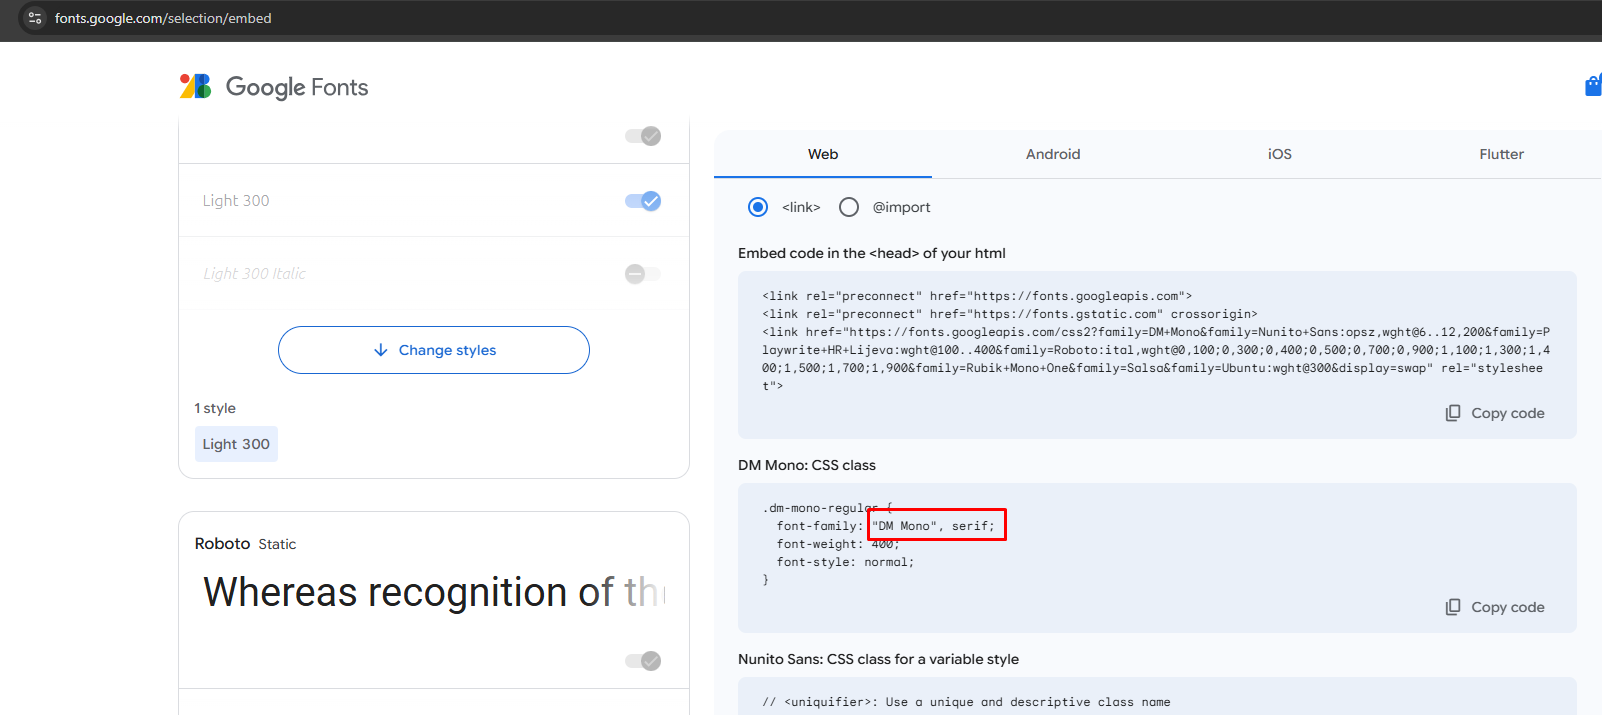 fonts.google.com/selection/embed
Google Fonts
Light 300
Light 300 Italic
Change styles
1 style
Light 300
Roboto Static
Whereas recognition of the
Web
Android
iOS
Flutter
<link>
@import
Embed code in the <head> of your html
<link rel="preconnect" href="https://fonts.googleapis.com">
<link rel="preconnect" href="https://fonts.gstatic.com" crossorigin>
<link href="https://fonts.googleapis.com/css2?family=DM+Mono&family=Nunito+Sans:opsz,wght@6..12,200&family=P
laywrite+HR+Lijeva:wght@100..400&family=Roboto:ital,wght@0,100;0,300;0,400;0,500;0,700;0,900;1,100;1,300;1,4
00;1,500;1,700;1,900&family=Rubik+Mono+One&family=Salsa&family=Ubuntu:wght@300&display=swap" rel="styleshee
t">
Copy code
DM Mono: CSS class
.dm-mono-regular {
font-family: "DM Mono", serif;
font-weight: 400;
font-style: normal;
}
Copy code
Nunito Sans: CSS class for a variable style
// <uniquifier>: Use a unique and descriptive class name